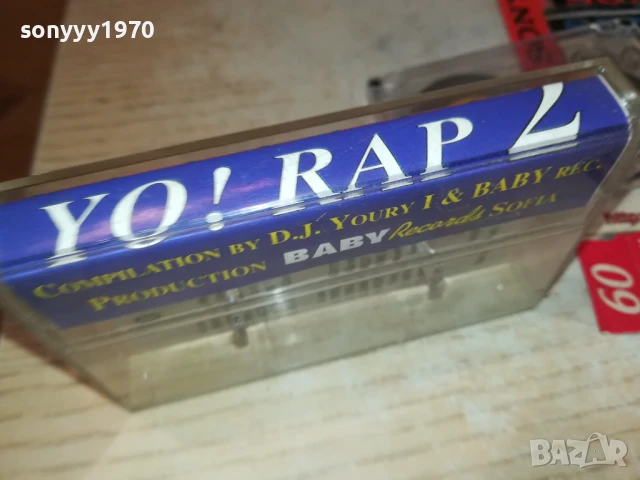 sonyyy1970
YO! RAP 2
COMPILATION BY D.J. YOURY I & BABY REC.
PRODUCTION BABY Records SOFIA
60
BAZAR